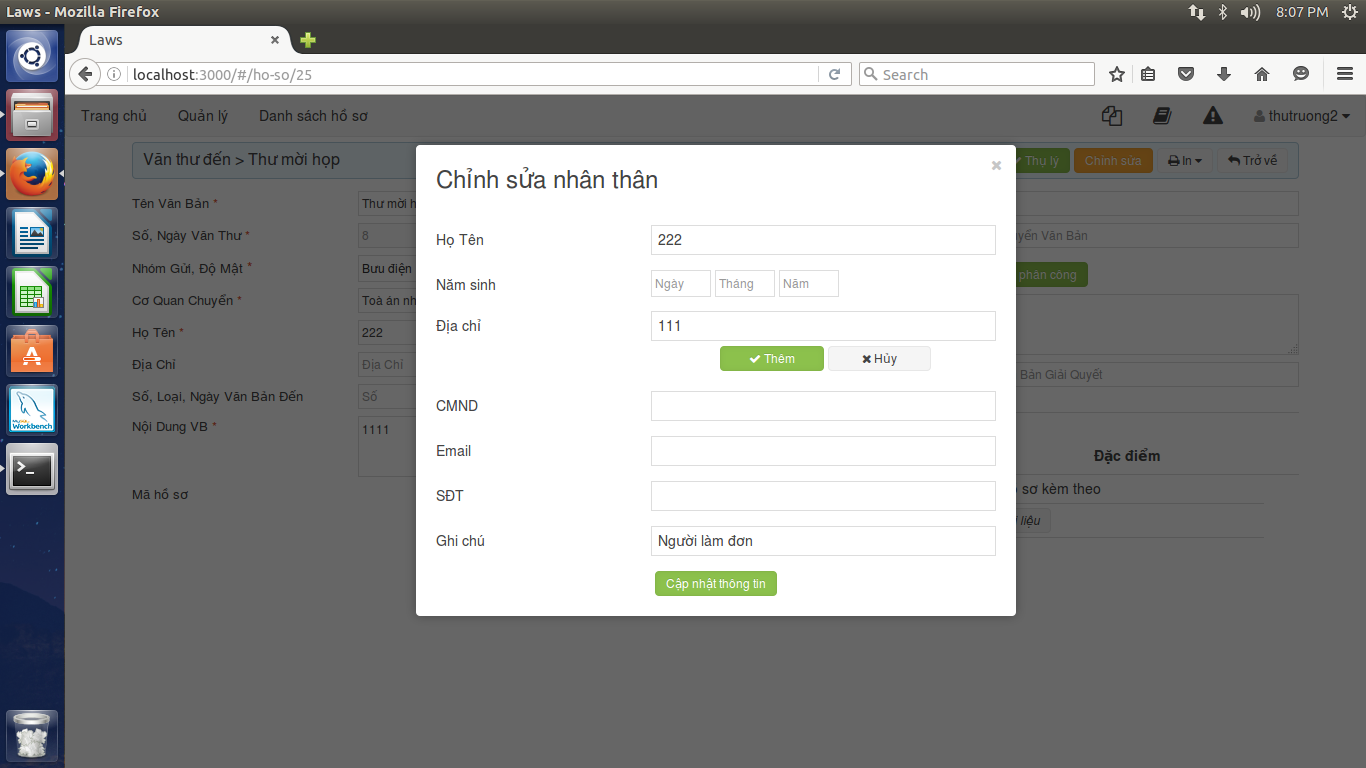 Laws - Mozilla Firefox
8:07 PM
Laws
localhost:3000/#/ho-so/25
Search
Trang chủ
Quản lý
Danh sách hồ sơ
thutruong2
Văn thư đến > Thư mời họp
Thụ lý
Chỉnh sửa
In
Trở về
Chỉnh sửa nhân thân
Họ Tên
222
Năm sinh
Ngày
Tháng
Năm
Địa chỉ
111
Thêm
Hủy
CMND
Email
SĐT
Ghi chú
Người làm đơn
Cập nhật thông tin
Tên Văn Bản *
Thư mời h
Số, Ngày Văn Thư *
8
Văn Bản
Nhóm Gửi, Độ Mật *
Bưu điện
phân công
Cơ Quan Chuyển *
Toà án nh
Họ Tên *
222
Địa Chỉ
Địa Chỉ
Bản Giải Quyết
Số, Loại, Ngày Văn Bản Đến
Số
Nội Dung VB *
1111
Đặc điểm
sơ kèm theo
Mã hồ sơ
liệu
MySQL
Workbench